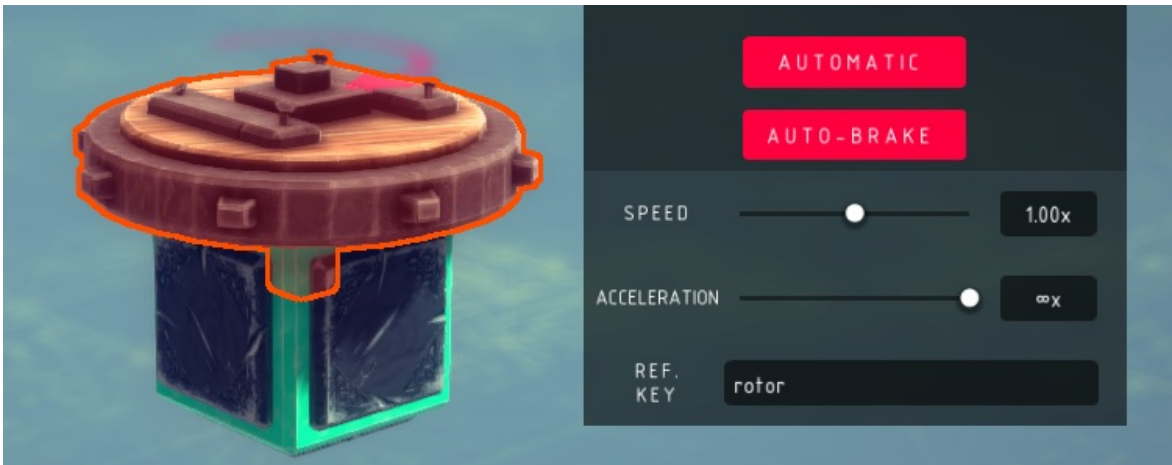 AUTOMATIC
AUTO-BRAKE
SPEED
1.00x
ACCELERATION
∞x
REF.
KEY
rotor